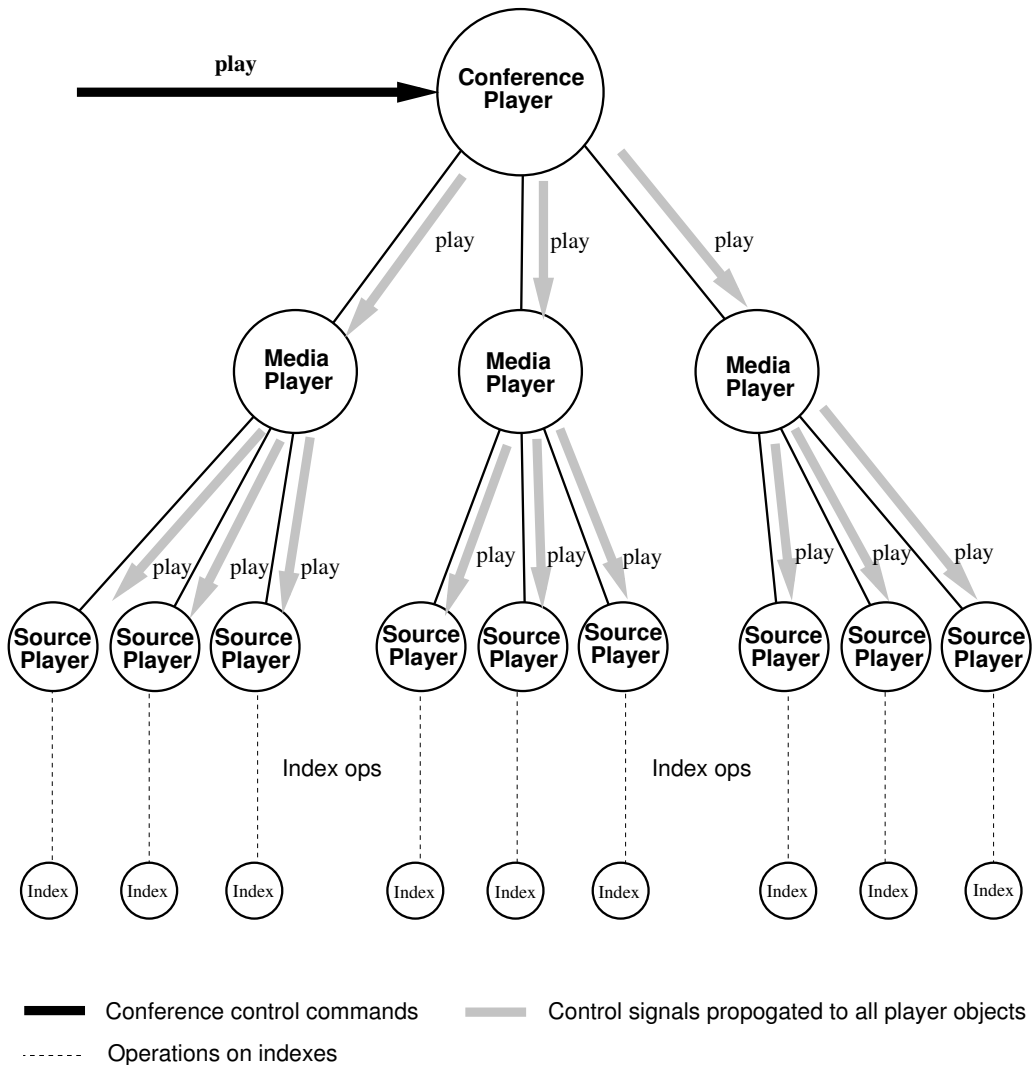 play
Conference
Player
play
play
play
Media
Player
Media
Player
Media
Player
play
play
play
play
play
play
play
play
play
Source
Player
Source
Player
Source
Player
Source
Player
Source
Player
Source
Player
Source
Player
Source
Player
Source
Player
Index ops
Index ops
Index
Index
Index
Index
Index
Index
Index
Index
Index
Conference control commands
Control signals propogated to all player objects
Operations on indexes